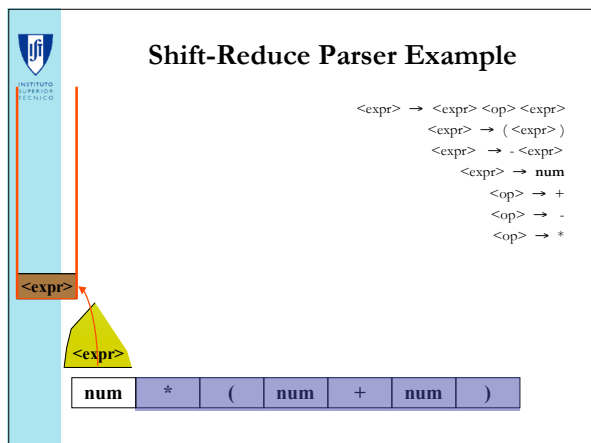 Shift-Reduce Parser Example
INSTITUTO
SUPERIOR
TÉCNICO
<expr> → <expr> <op> <expr>
<expr> → ( <expr> )
<expr> → - <expr>
<expr> → num
<op> → +
<op> → -
<op> → *
<expr>
<expr>
num * ( num + num )